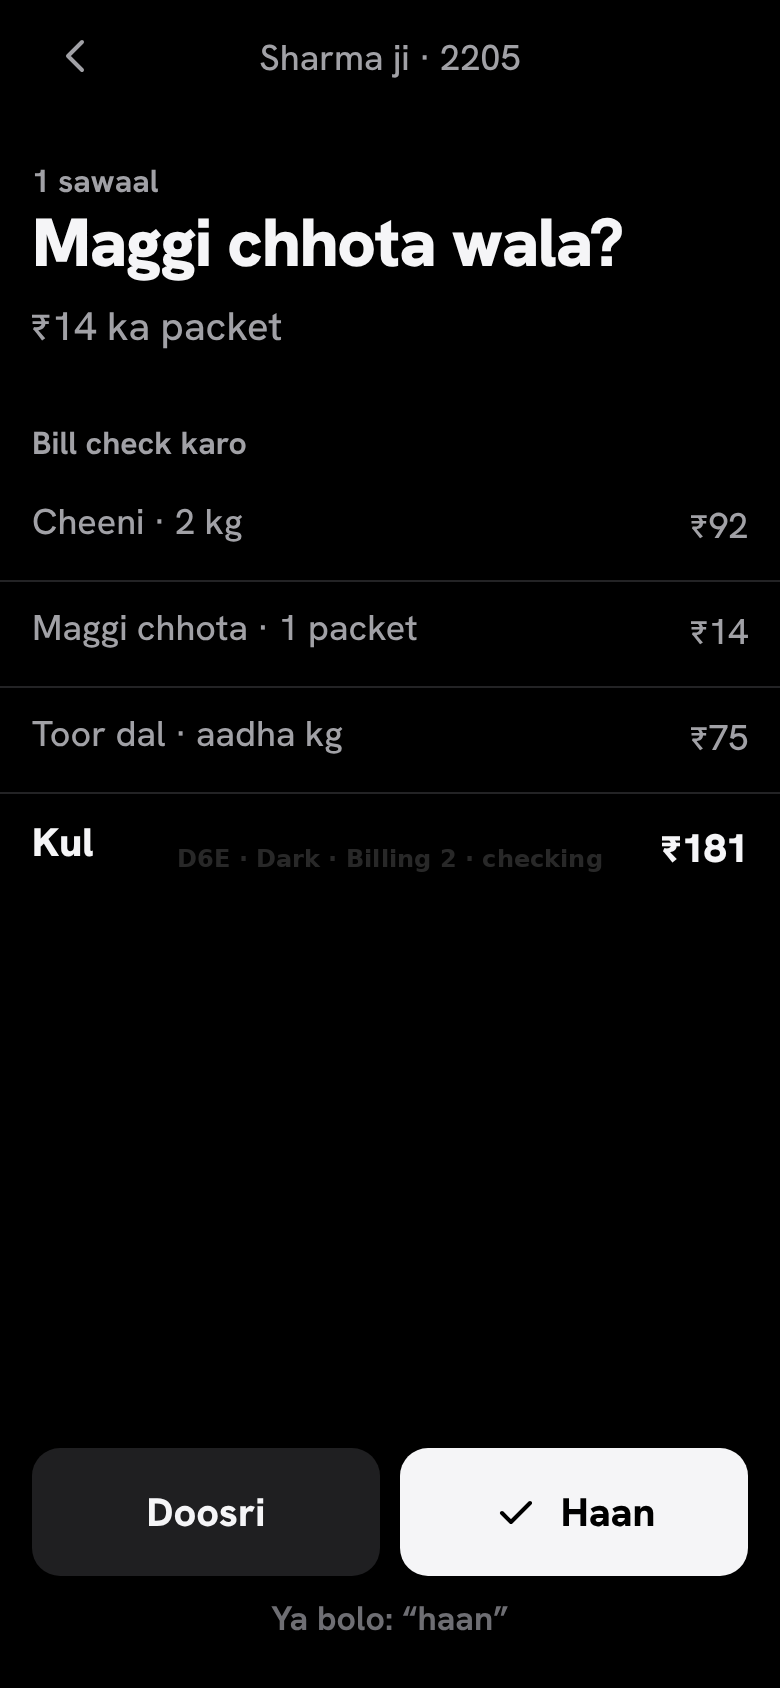 Sharma ji · 2205
1 sawaal
Maggi chhota wala?
₹14 ka packet
Bill check karo
Cheeni · 2 kg ₹92
Maggi chhota · 1 packet ₹14
Toor dal · aadha kg ₹75
Kul ₹181
D6E · Dark · Billing 2 · checking
Doosri
Haan
Ya bolo: “haan”